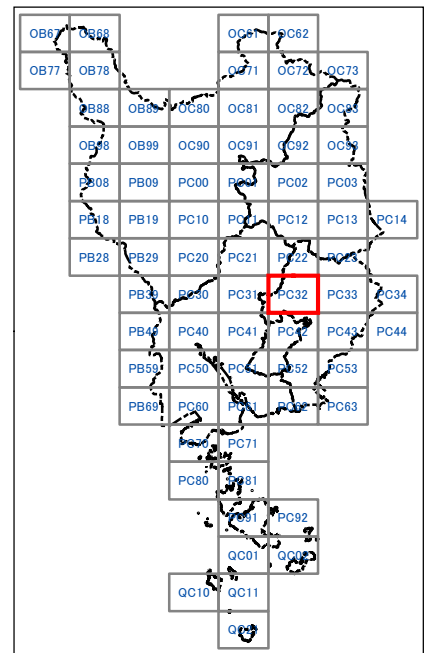 OB67 OB68 OC61 OC62
OB77 OB78 OC71 OC72 OC73
OB88 OB89 OC80 OC81 OC82 OC83
OB98 OB99 OC90 OC91 OC92 OC93
PB08 PB09 PC00 PC01 PC02 PC03
PB18 PB19 PC10 PC11 PC12 PC13 PC14
PB28 PB29 PC20 PC21 PC22 PC23
PB39 PC30 PC31 PC32 PC33 PC34
PB49 PC40 PC41 PC42 PC43 PC44
PB59 PC50 PC51 PC52 PC53
PB69 PC60 PC61 PC62 PC63
PC70 PC71
PC80 PC81
PC91 PC92
QC01 QC02
QC10 QC11
QC21